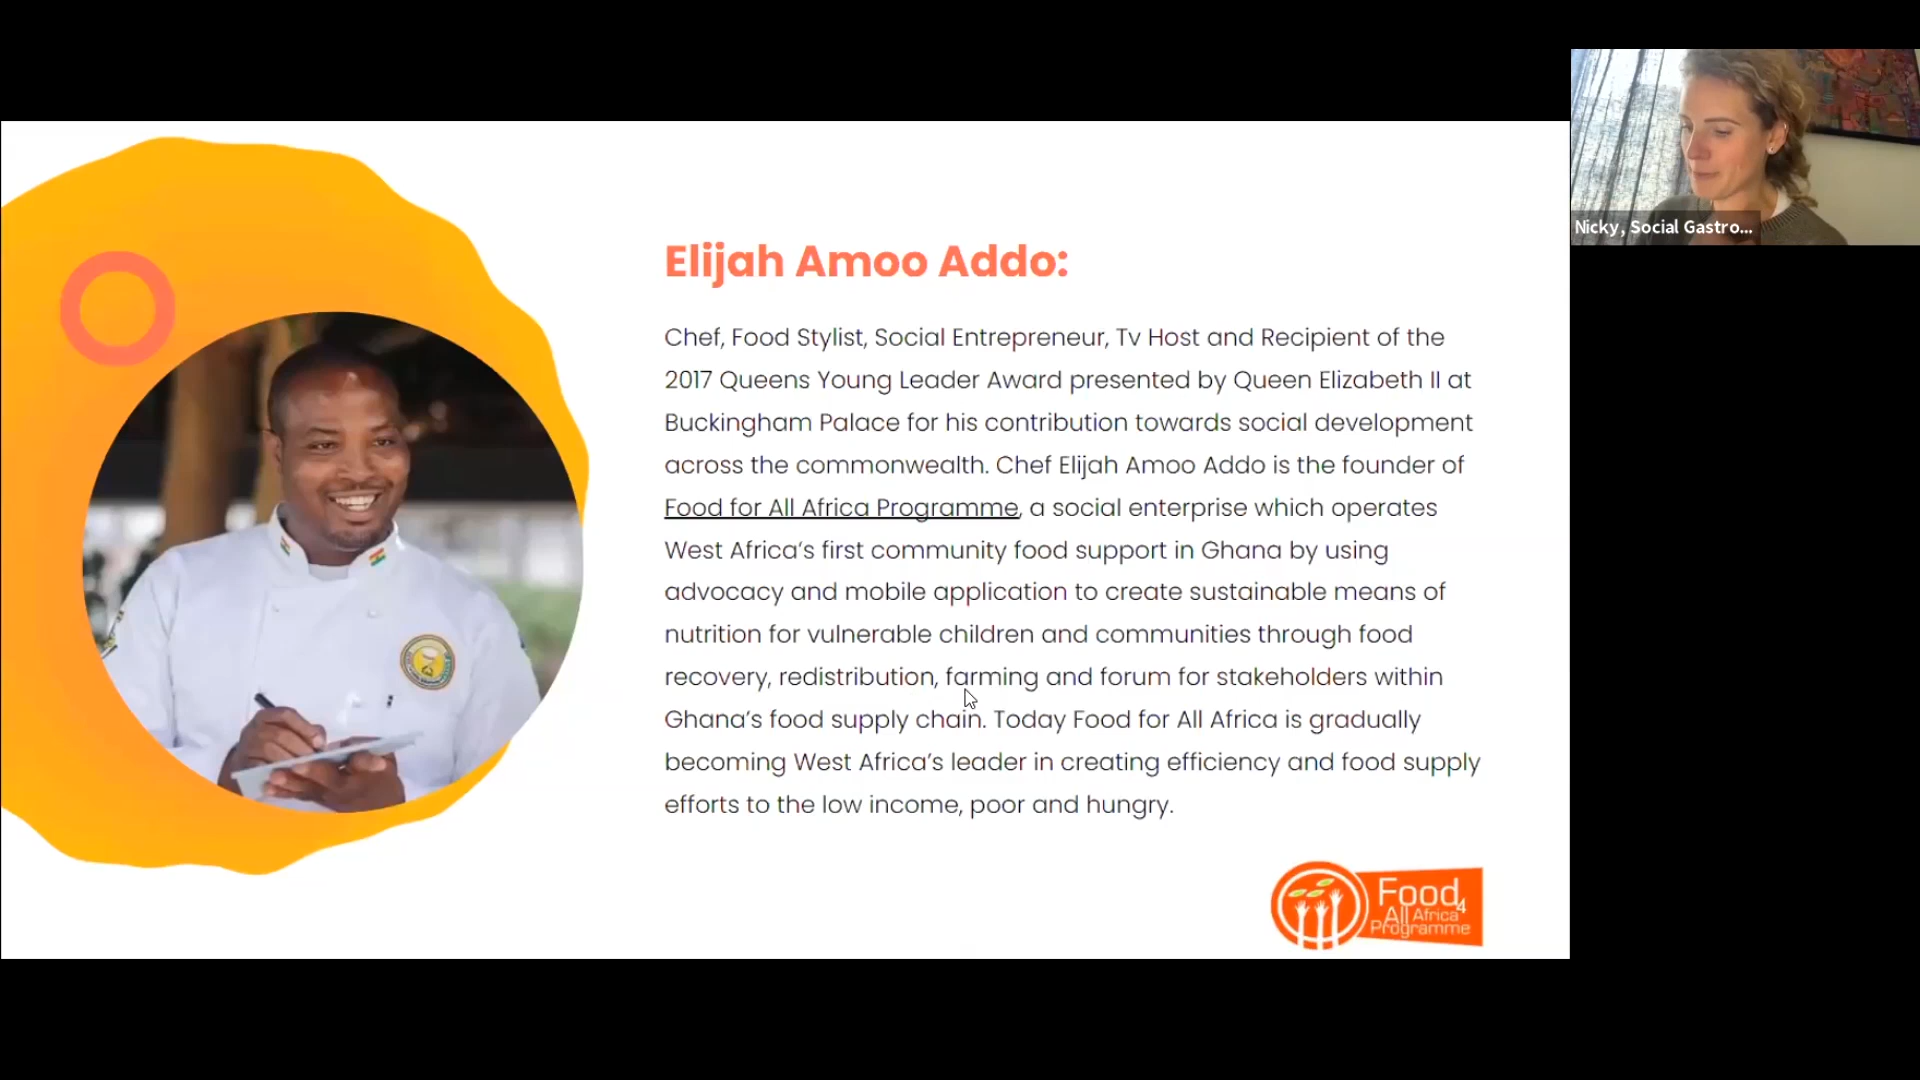 Elijah Amoo Addo:
Chef, Food Stylist, Social Entrepreneur, Tv Host and Recipient of the
2017 Queens Young Leader Award presented by Queen Elizabeth II at
Buckingham Palace for his contribution towards social development
across the commonwealth. Chef Elijah Amoo Addo is the founder of
Food for All Africa Programme, a social enterprise which operates
West Africa's first community food support in Ghana by using
advocacy and mobile application to create sustainable means of
nutrition for vulnerable children and communities through food
recovery, redistribution, farming and forum for stakeholders within
Ghana's food supply chain. Today Food for All Africa is gradually
becoming West Africa's leader in creating efficiency and food supply
efforts to the low income, poor and hungry.
Food 4
All Africa
Programme
Nicky, Social Gastro...